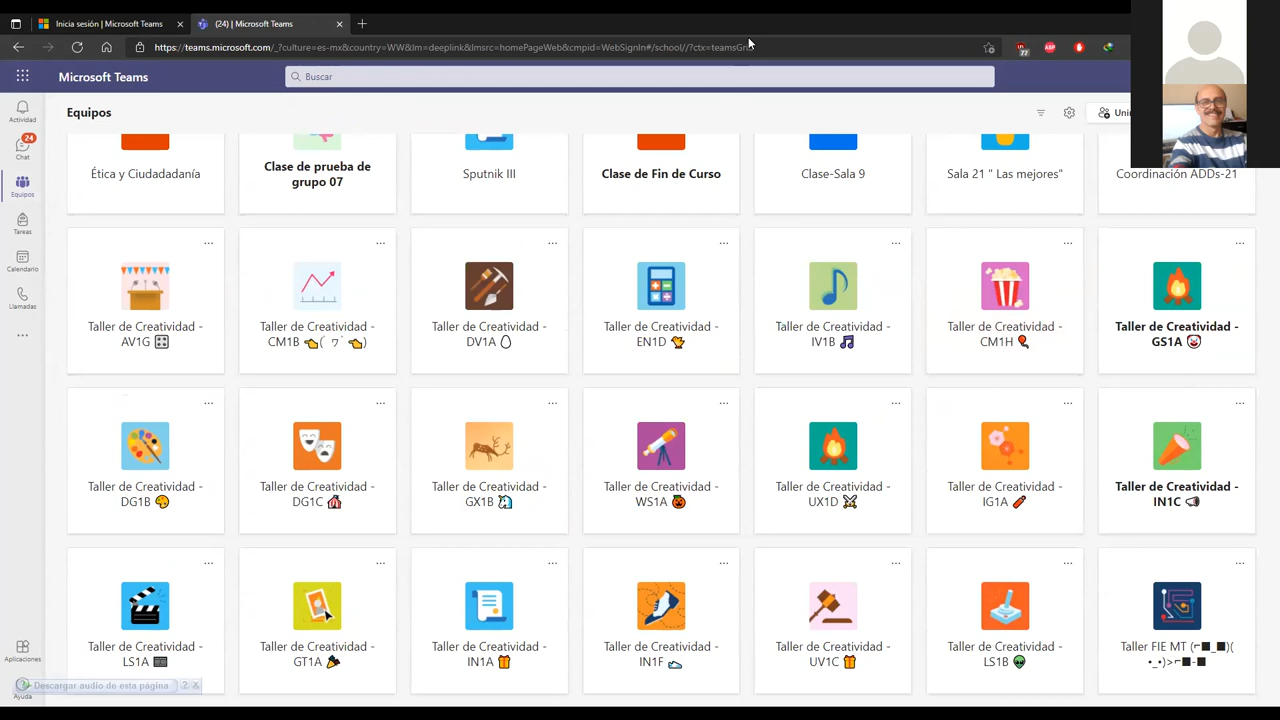 Inicia sesión | Microsoft Teams
(24) | Microsoft Teams
https://teams.microsoft.com/_?culture=es-mx&country=WW&lm=deeplink&lmsrc=homePageWeb&cmpid=WebSignIn#/school//?ctx=teamsGrid
77
ABP
Microsoft Teams
Buscar
Actividad
24
Chat
Equipos
Tareas
Calendario
Llamadas
Aplicaciones
Ayuda
Equipos
Ética y Ciudadadanía
Clase de prueba de
grupo 07
Sputnik III
Clase de Fin de Curso
Clase-Sala 9
Sala 21 " Las mejores"
Coordinación ADDs-21
Taller de Creatividad -
AV1G 🎛
Taller de Creatividad -
CM1B 👈( ヮ` 👈)
Taller de Creatividad -
DV1A 🥚
Taller de Creatividad -
EN1D 🐤
Taller de Creatividad -
IV1B 🎵
Taller de Creatividad -
CM1H 🎈
Taller de Creatividad -
GS1A 🤡
Taller de Creatividad -
DG1B 🎨
Taller de Creatividad -
DG1C 🎪
Taller de Creatividad -
GX1B 🦄
Taller de Creatividad -
WS1A 🎃
Taller de Creatividad -
UX1D ⚔
Taller de Creatividad -
IG1A 🧨
Taller de Creatividad -
IN1C 📢
Taller de Creatividad -
LS1A
Taller de Creatividad -
GT1A 🎉
Taller de Creatividad -
IN1A 🎁
Taller de Creatividad -
IN1F 👟
Taller de Creatividad -
UV1C 🎁
Taller de Creatividad -
LS1B 👽
Taller FIE MT (⌐■_■)(
•_•)>⌐■-■
Descargar audio de esta página